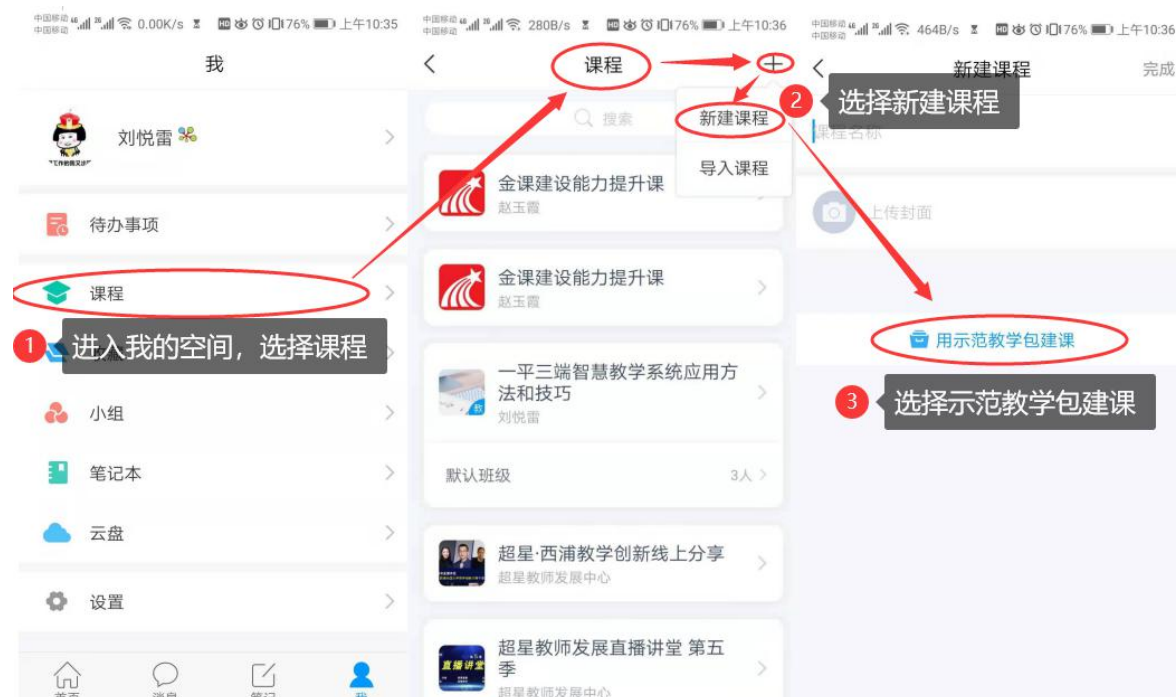 中国移动
中国移动
0.00K/s
76%
上午10:35
我
刘悦雷
待办事项
课程
1 进入我的空间，选择课程
小组
笔记本
云盘
设置
首页
消息
笔记
我
中国移动
中国移动
280B/s
76%
上午10:36
课程
搜索
新建课程
导入课程
金课建设能力提升课
赵玉霞
金课建设能力提升课
赵玉霞
一平三端智慧教学系统应用方
法和技巧
刘悦雷
教
默认班级
3人
超星·西浦教学创新线上分享
超星教师发展中心
超星教师发展直播讲堂 第五
季
超星教师发展中心
直播讲堂
中国移动
中国移动
464B/s
76%
上午10:36
新建课程
完成
2 选择新建课程
课程名称
上传封面
用示范教学包建课
3 选择示范教学包建课